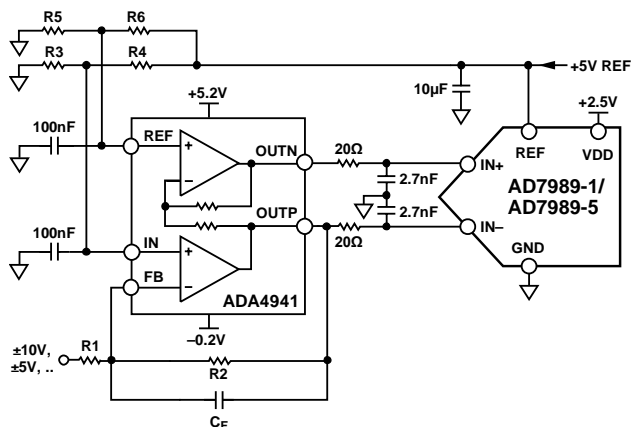 R5
R6
R3
R4
+5V REF
10µF
+5.2V
+2.5V
100nF
REF
OUTN
20Ω
REF
VDD
IN+
2.7nF
AD7989-1/
AD7989-5
2.7nF
OUTP
100nF
20Ω
IN–
IN
GND
FB
ADA4941
–0.2V
±10V,
±5V, ..
R1
R2
CF